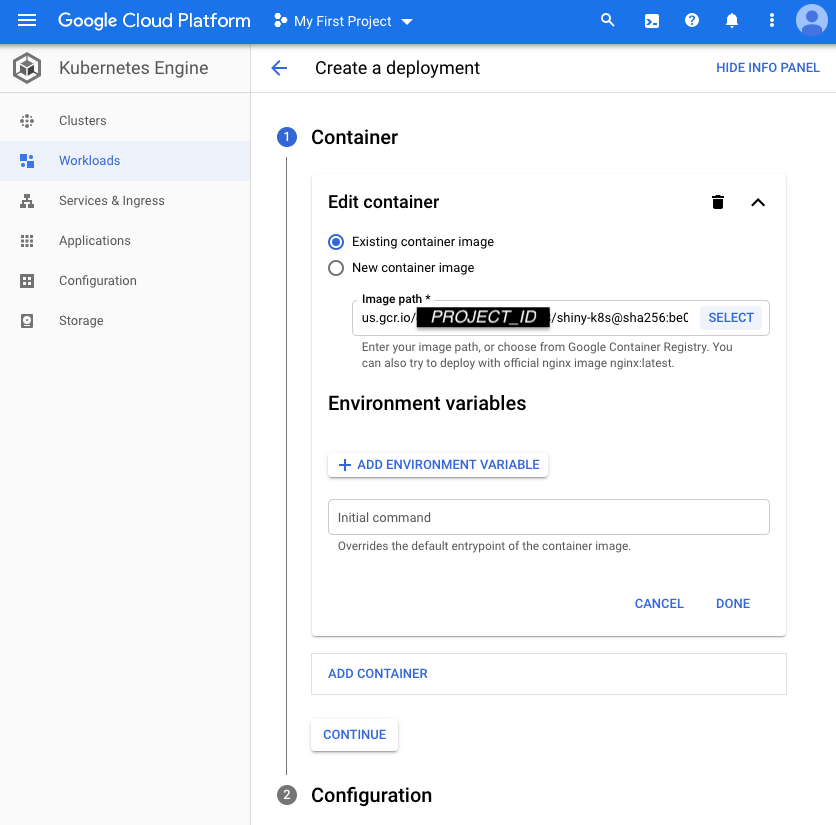 Google Cloud Platform My First Project
Kubernetes Engine
Create a deployment
HIDE INFO PANEL
Clusters
Workloads
Services & Ingress
Applications
Configuration
Storage
1 Container
Edit container
Existing container image
New container image
Image path *
us.gcr.io/ PROJECT_ID /shiny-k8s@sha256:be0 SELECT
Enter your image path, or choose from Google Container Registry. You
can also try to deploy with official nginx image nginx:latest.
Environment variables
ADD ENVIRONMENT VARIABLE
Initial command
Overrides the default entrypoint of the container image.
CANCEL DONE
ADD CONTAINER
CONTINUE
2 Configuration